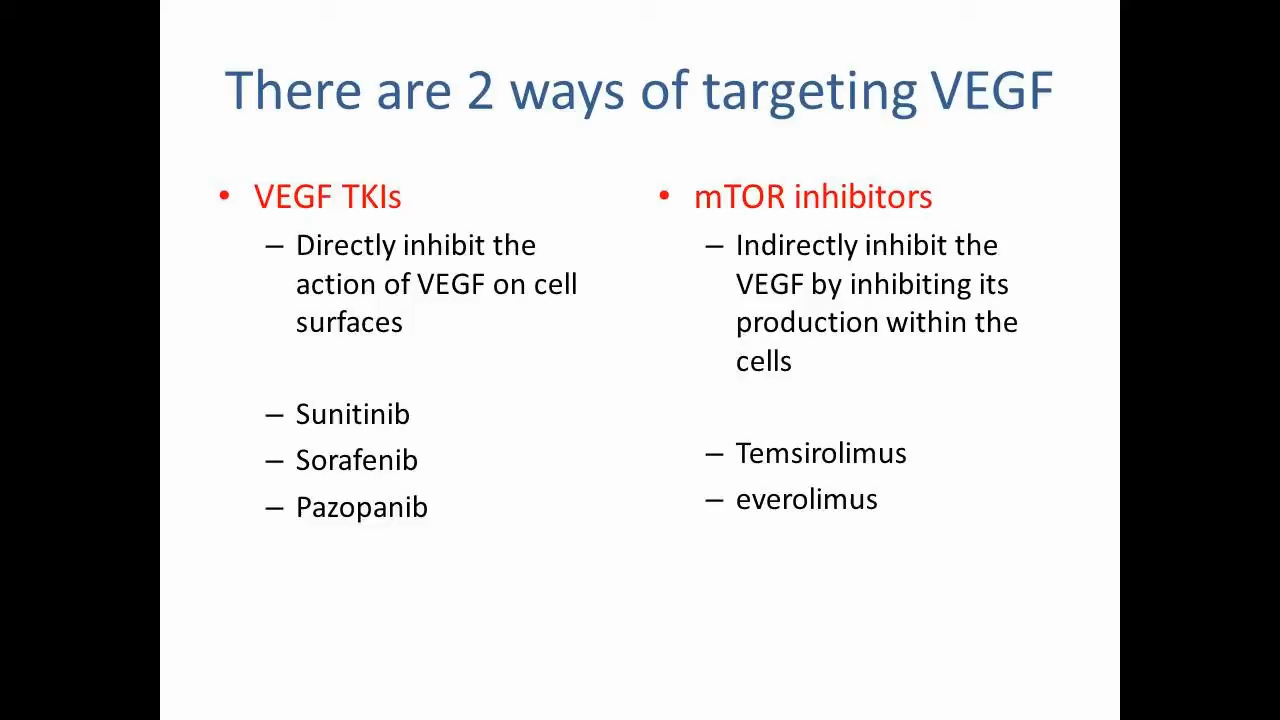 There are 2 ways of targeting VEGF
• VEGF TKIs
– Directly inhibit the
action of VEGF on cell
surfaces
– Sunitinib
– Sorafenib
– Pazopanib
• mTOR inhibitors
– Indirectly inhibit the
VEGF by inhibiting its
production within the
cells
– Temsirolimus
– everolimus